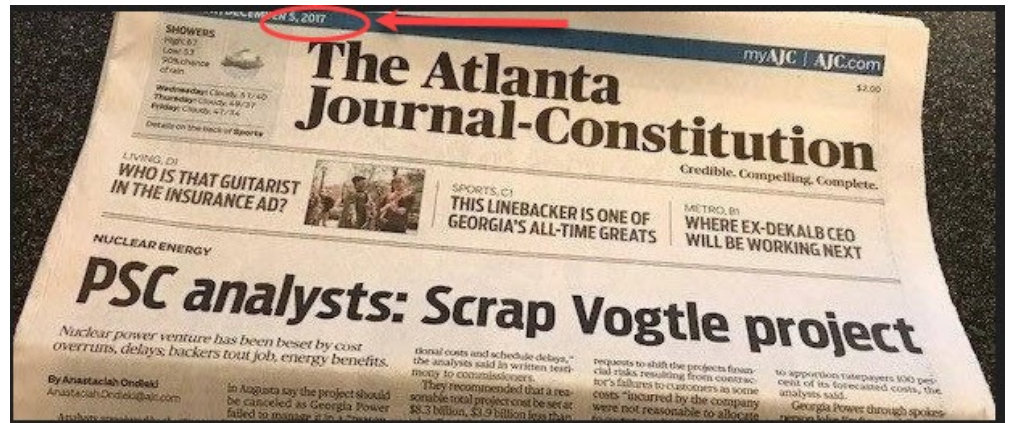 DECEMBER 5, 2017
SHOWERS
High: 67
Low: 53
90% chance
of rain
Wednesday: Cloudy, 51/40
Thursday: Cloudy, 49/37
Friday: Cloudy, 47/34
Details on the back of Sports
myAJC | AJC.com
$2.00
The Atlanta
Journal-Constitution
Credible. Compelling. Complete.
LIVING, D1
WHO IS THAT GUITARIST
IN THE INSURANCE AD?
SPORTS, C1
THIS LINEBACKER IS ONE OF
GEORGIA'S ALL-TIME GREATS
METRO, B1
WHERE EX-DEKALB CEO
WILL BE WORKING NEXT
NUCLEAR ENERGY
PSC analysts: Scrap Vogtle project
Nuclear power venture has been beset by cost
overruns, delays; backers tout job, energy benefits.
By Anastaciah Ondieki
Anastaciah.Ondieki@ajc.com
in Augusta say the project should
be canceled as Georgia Power
failed to manage it in a
tional costs and schedule delays,"
the analysts said in written testi-
mony to commissioners.
They recommended that a rea-
sonable total project cost be set at
$8.3 billion, $3.9 billion less than
requests to shift the projects finan-
cial risks resulting from contrac-
tor's failures to customers as some
costs "incurred by the company
were not reasonable to allocate
to apportion ratepayers 100 per-
cent of its forecasted costs, the
analysts said.
Georgia Power through spokes-